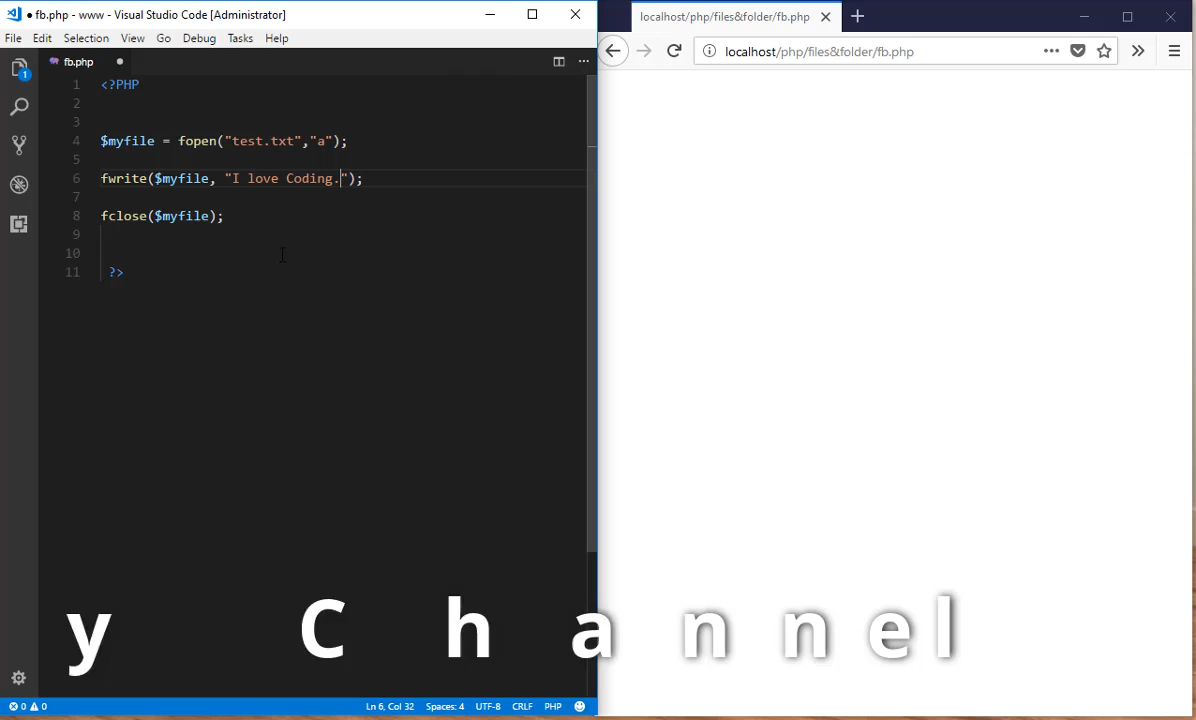 ● fb.php - www - Visual Studio Code [Administrator]
File Edit Selection View Go Debug Tasks Help
1
fb.php ●
1 <?PHP
2
3
4 $myfile = fopen("test.txt","a");
5
6 fwrite($myfile, "I love Coding.");
7
8 fclose($myfile);
9
10
11 ?>
0 0 Ln 6, Col 32 Spaces: 4 UTF-8 CRLF PHP
localhost/php/files&folder/fb.php
localhost/php/files&folder/fb.php
y C h a n n e l